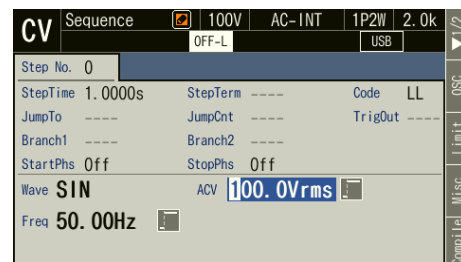 CV Sequence 100V AC-INT 1P2W 2.0k
OFF-L USB
▼1/2
Step No. 0
StepTime 1.0000s StepTerm ---- Code LL
JumpTo ---- JumpCnt ---- TrigOut ----
Branch1 ---- Branch2 ----
StartPhs Off StopPhs Off
Wave SIN ACV 100.0Vrms
Freq 50.00Hz
OSC
Limit
Misc
Compile